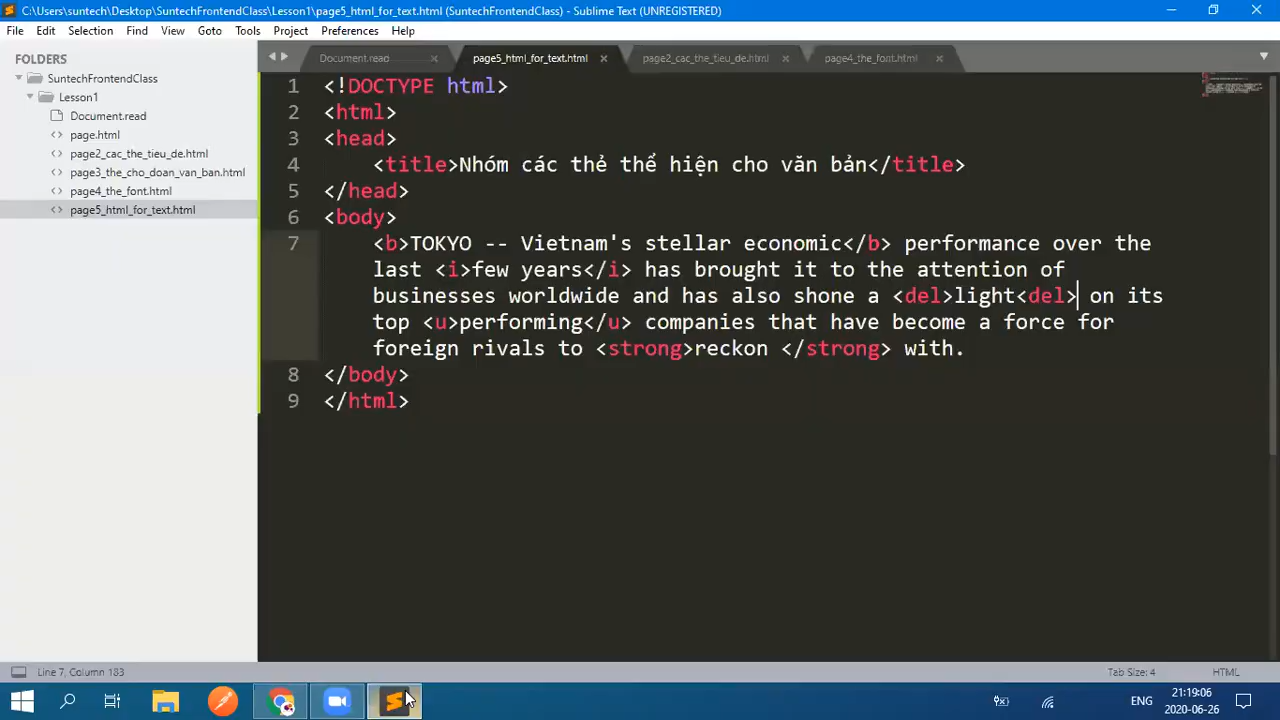 C:\Users\suntech\Desktop\SuntechFrontendClass\Lesson1\page5_html_for_text.html (SuntechFrontendClass) - Sublime Text (UNREGISTERED)
File Edit Selection Find View Goto Tools Project Preferences Help
FOLDERS
SuntechFrontendClass
Lesson1
Document.read
page.html
page2_cac_the_tieu_de.html
page3_the_cho_doan_van_ban.html
page4_the_font.html
page5_html_for_text.html
Document.read page5_html_for_text.html page2_cac_the_tieu_de.html page4_the_font.html
1 <!DOCTYPE html>
2 <html>
3 <head>
4 <title>Nhóm các thẻ thể hiện cho văn bản</title>
5 </head>
6 <body>
7 <b>TOKYO -- Vietnam's stellar economic</b> performance over the
last <i>few years</i> has brought it to the attention of
businesses worldwide and has also shone a <del>light<del> on its
top <u>performing</u> companies that have become a force for
foreign rivals to <strong>reckon </strong> with.
8 </body>
9 </html>
Line 7, Column 183 Tab Size: 4 HTML
ENG
21:19:06
2020-06-26